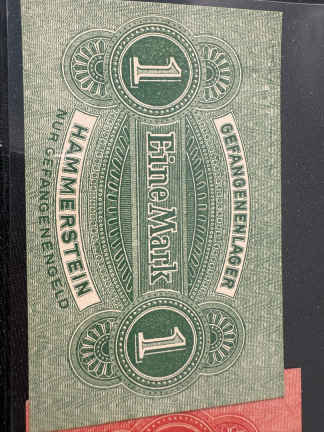 GEFANGENENLAGER
1 Eine Mark 1
HAMMERSTEIN
NUR GEFANGENENGELD